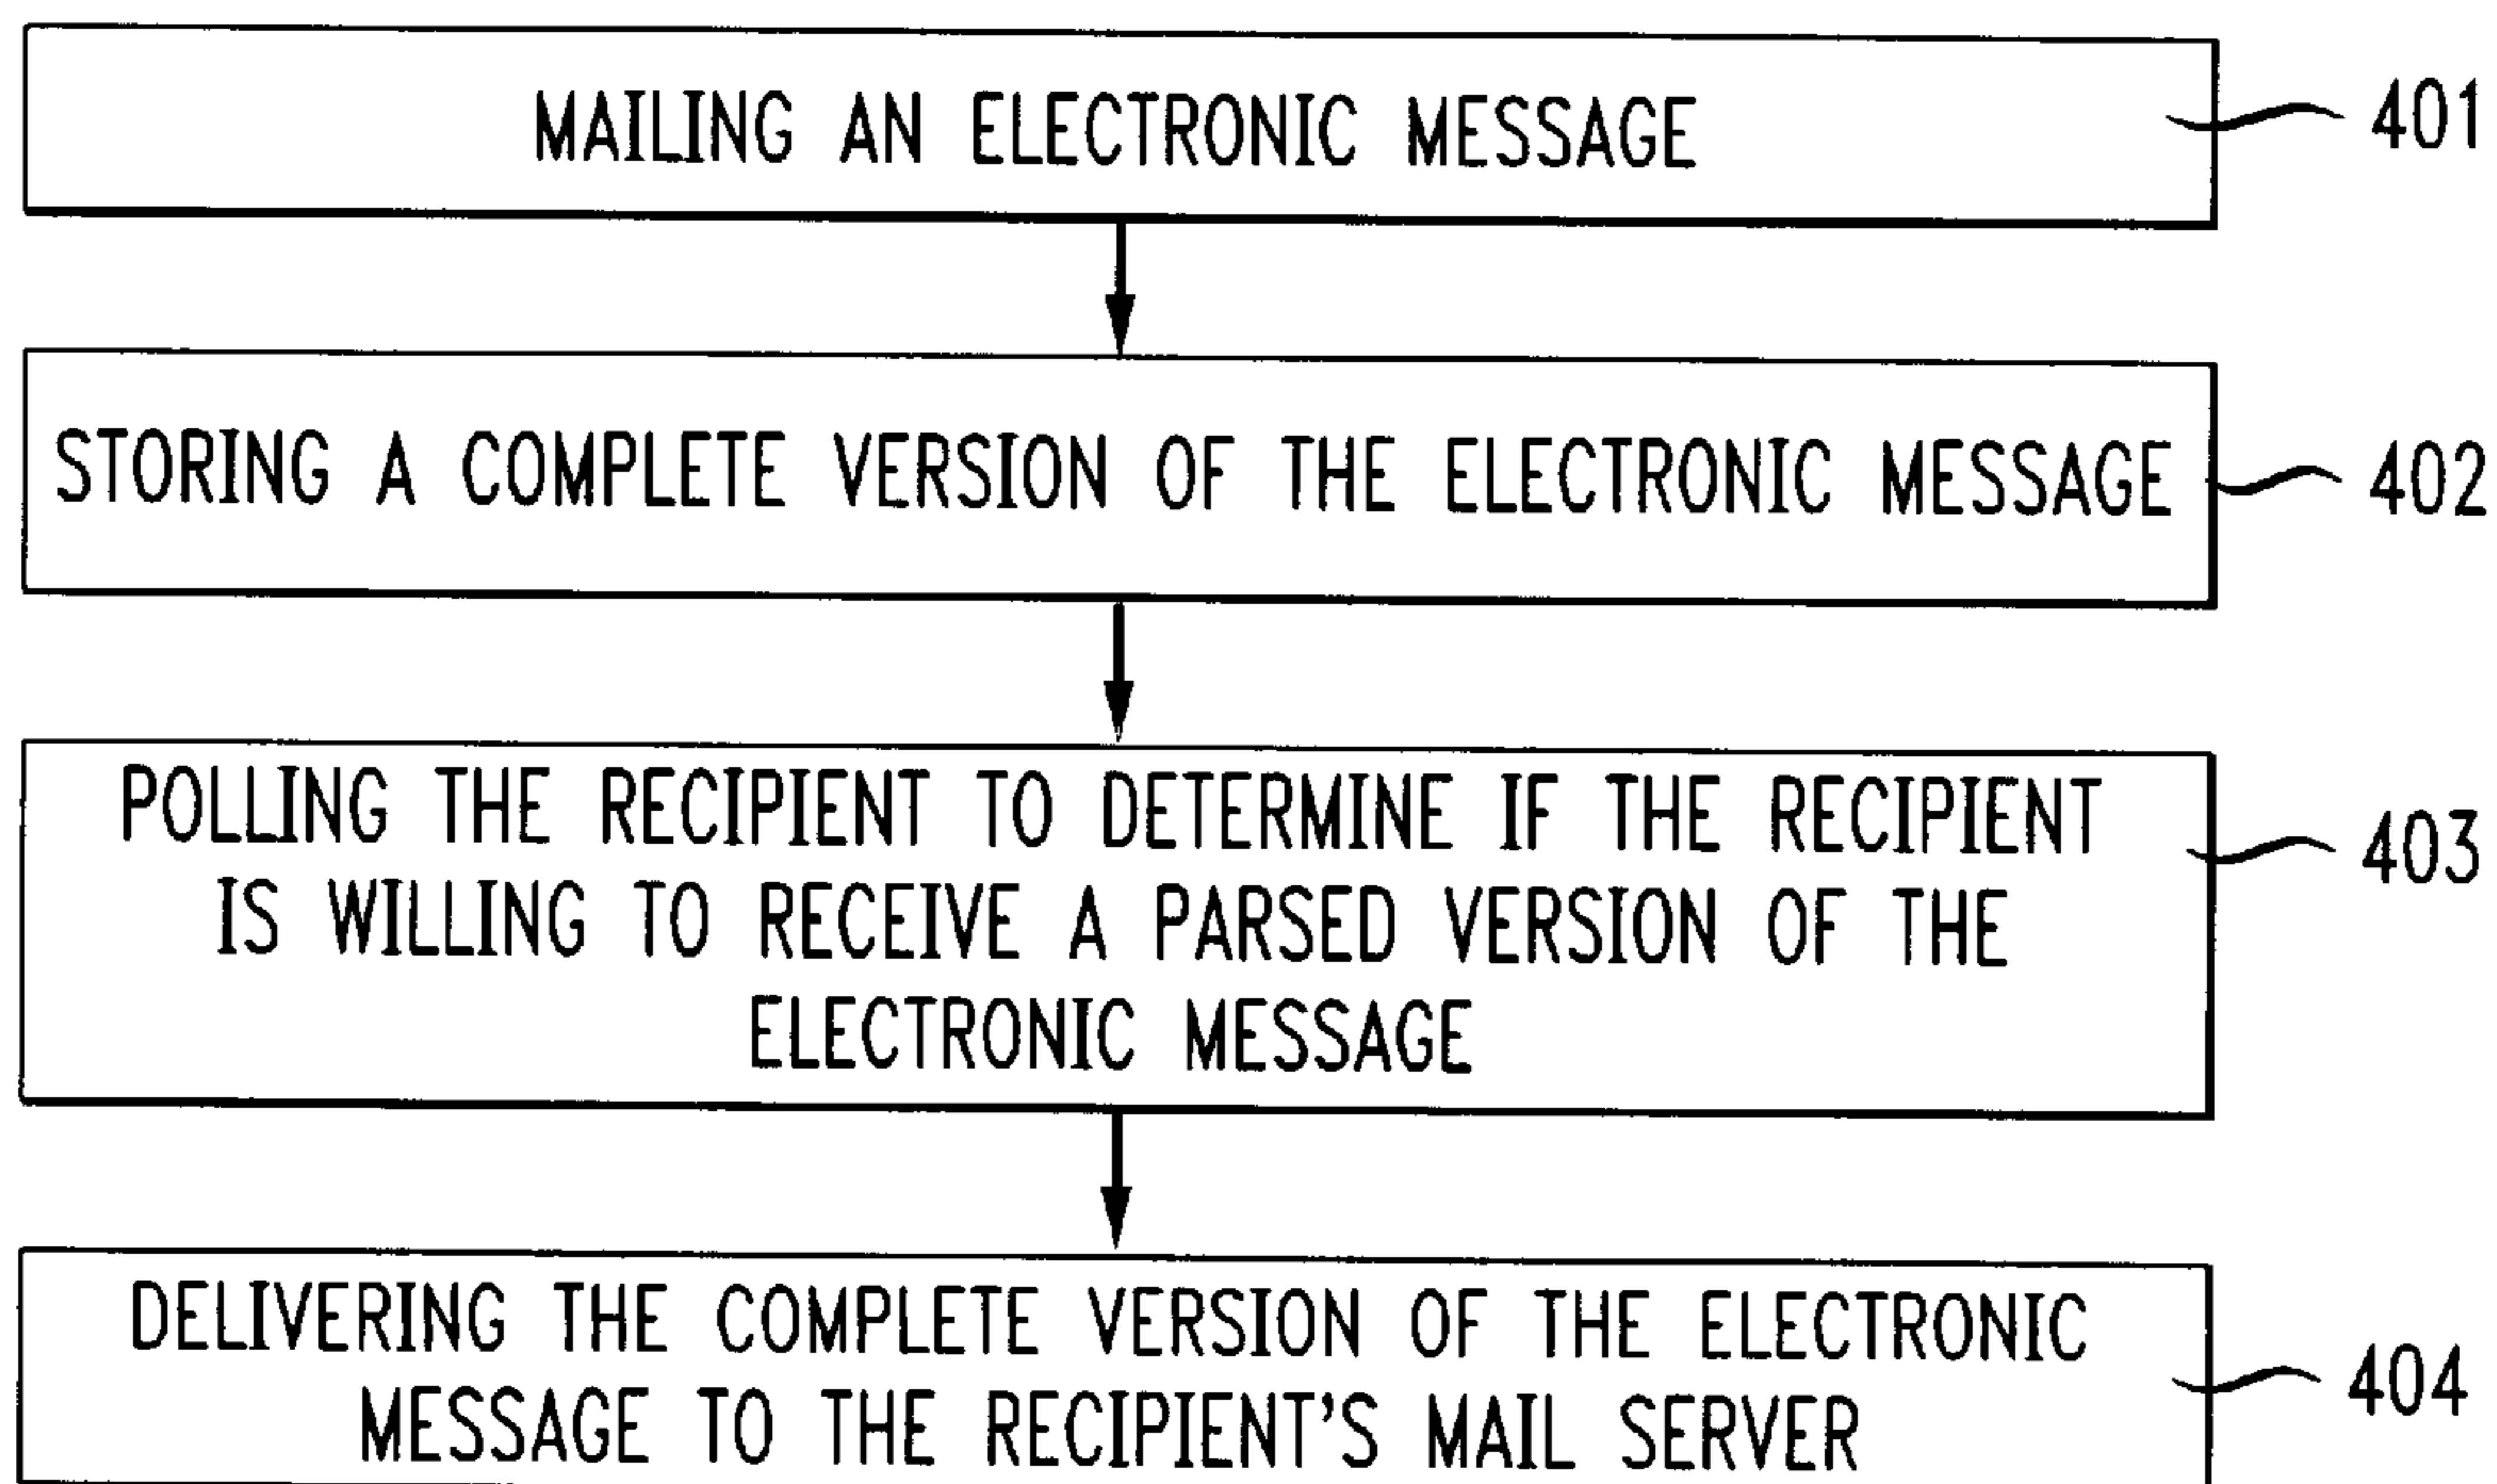 MAILING AN ELECTRONIC MESSAGE
401
STORING A COMPLETE VERSION OF THE ELECTRONIC MESSAGE
402
POLLING THE RECIPIENT TO DETERMINE IF THE RECIPIENT
IS WILLING TO RECEIVE A PARSED VERSION OF THE
ELECTRONIC MESSAGE
403
DELIVERING THE COMPLETE VERSION OF THE ELECTRONIC
MESSAGE TO THE RECIPIENT'S MAIL SERVER
404